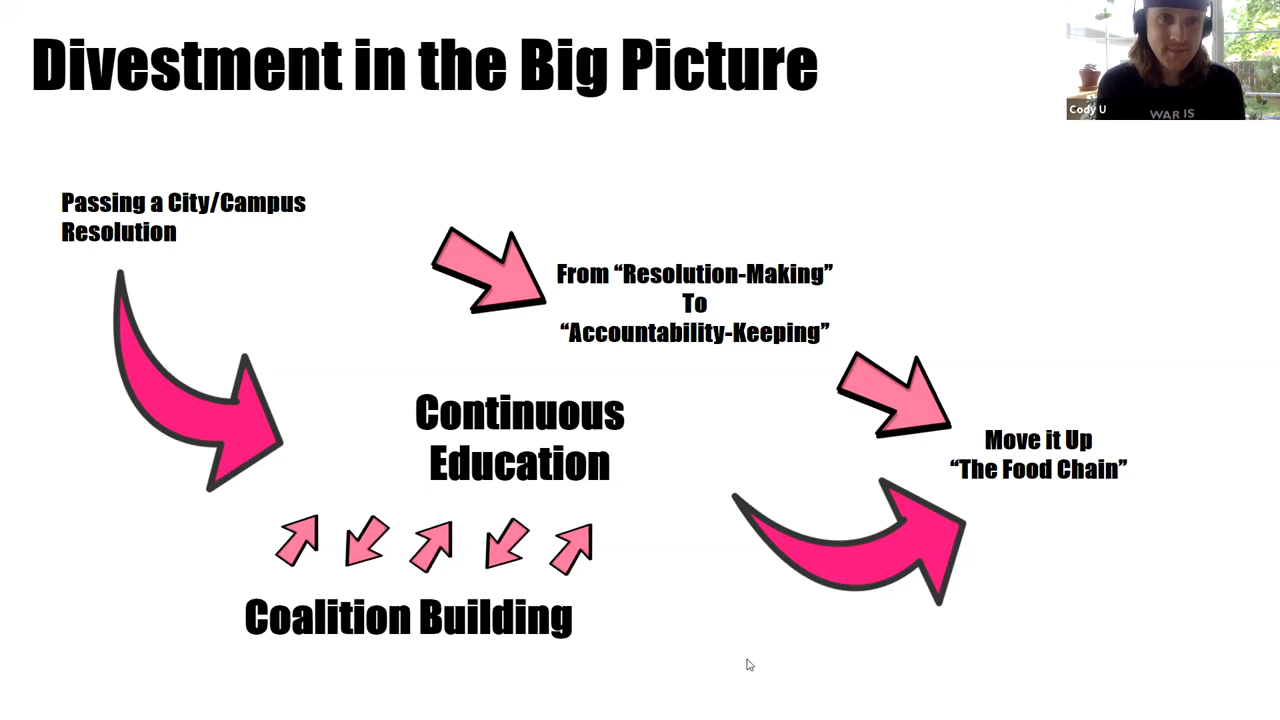 Divestment in the Big Picture
Cody U
WAR IS
Passing a City/Campus
Resolution
From “Resolution-Making”
To
“Accountability-Keeping”
Continuous
Education
Move it Up
“The Food Chain”
Coalition Building